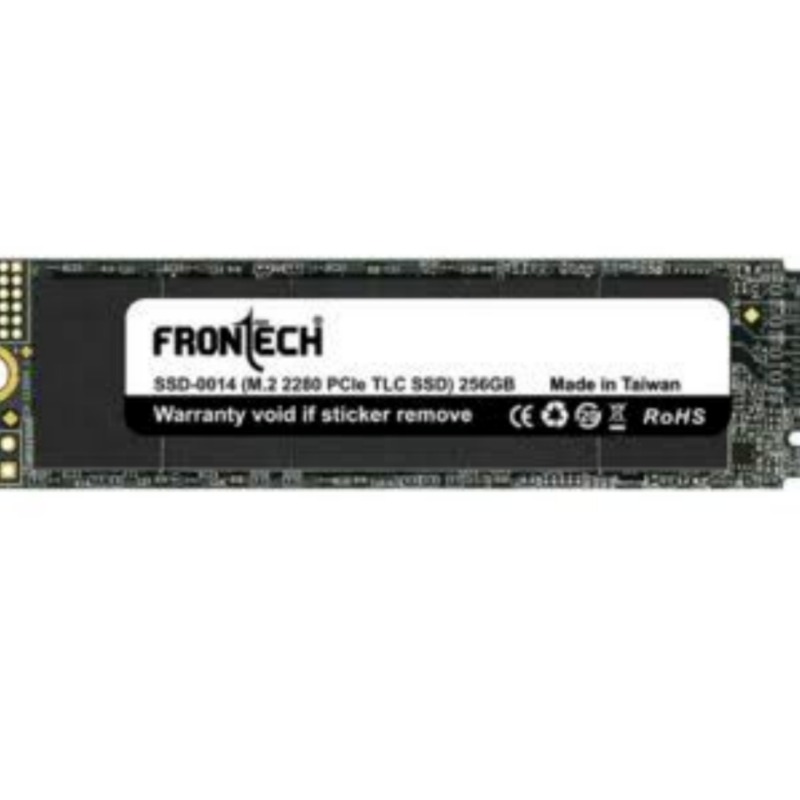 FRONTECH®
SSD-0014 (M.2 2280 PCIe TLC SSD) 256GB Made in Taiwan
Warranty void if sticker remove CE RoHS